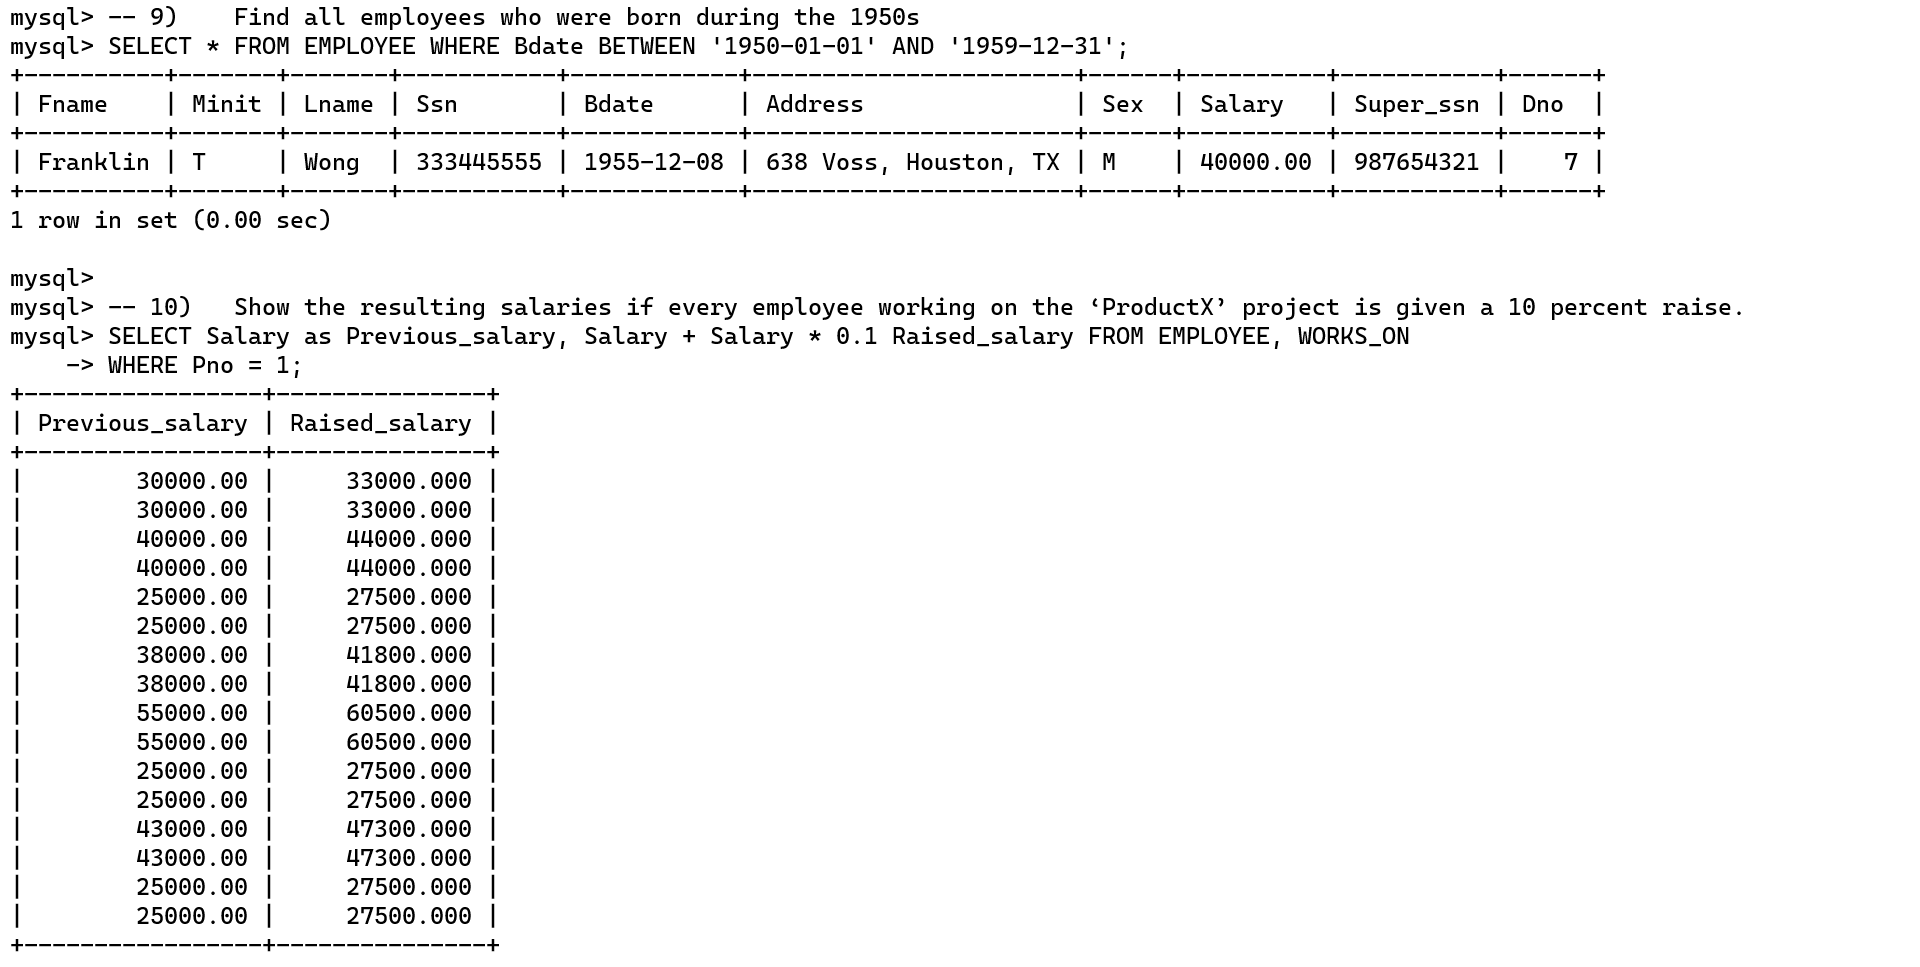 mysql> -- 9)    Find all employees who were born during the 1950s
mysql> SELECT * FROM EMPLOYEE WHERE Bdate BETWEEN '1950-01-01' AND '1959-12-31';
+----------+-------+-------+-----------+------------+-----------------------+------+----------+-----------+------+
| Fname    | Minit | Lname | Ssn       | Bdate      | Address               | Sex  | Salary   | Super_ssn | Dno  |
+----------+-------+-------+-----------+------------+-----------------------+------+----------+-----------+------+
| Franklin | T     | Wong  | 333445555 | 1955-12-08 | 638 Voss, Houston, TX | M    | 40000.00 | 987654321 |    7 |
+----------+-------+-------+-----------+------------+-----------------------+------+----------+-----------+------+
1 row in set (0.00 sec)

mysql>
mysql> -- 10)   Show the resulting salaries if every employee working on the ‘ProductX’ project is given a 10 percent raise.
mysql> SELECT Salary as Previous_salary, Salary + Salary * 0.1 Raised_salary FROM EMPLOYEE, WORKS_ON
    -> WHERE Pno = 1;
+-----------------+---------------+
| Previous_salary | Raised_salary |
+-----------------+---------------+
|        30000.00 |     33000.000 |
|        30000.00 |     33000.000 |
|        40000.00 |     44000.000 |
|        40000.00 |     44000.000 |
|        25000.00 |     27500.000 |
|        25000.00 |     27500.000 |
|        38000.00 |     41800.000 |
|        38000.00 |     41800.000 |
|        55000.00 |     60500.000 |
|        55000.00 |     60500.000 |
|        25000.00 |     27500.000 |
|        25000.00 |     27500.000 |
|        43000.00 |     47300.000 |
|        43000.00 |     47300.000 |
|        25000.00 |     27500.000 |
|        25000.00 |     27500.000 |
+-----------------+---------------+